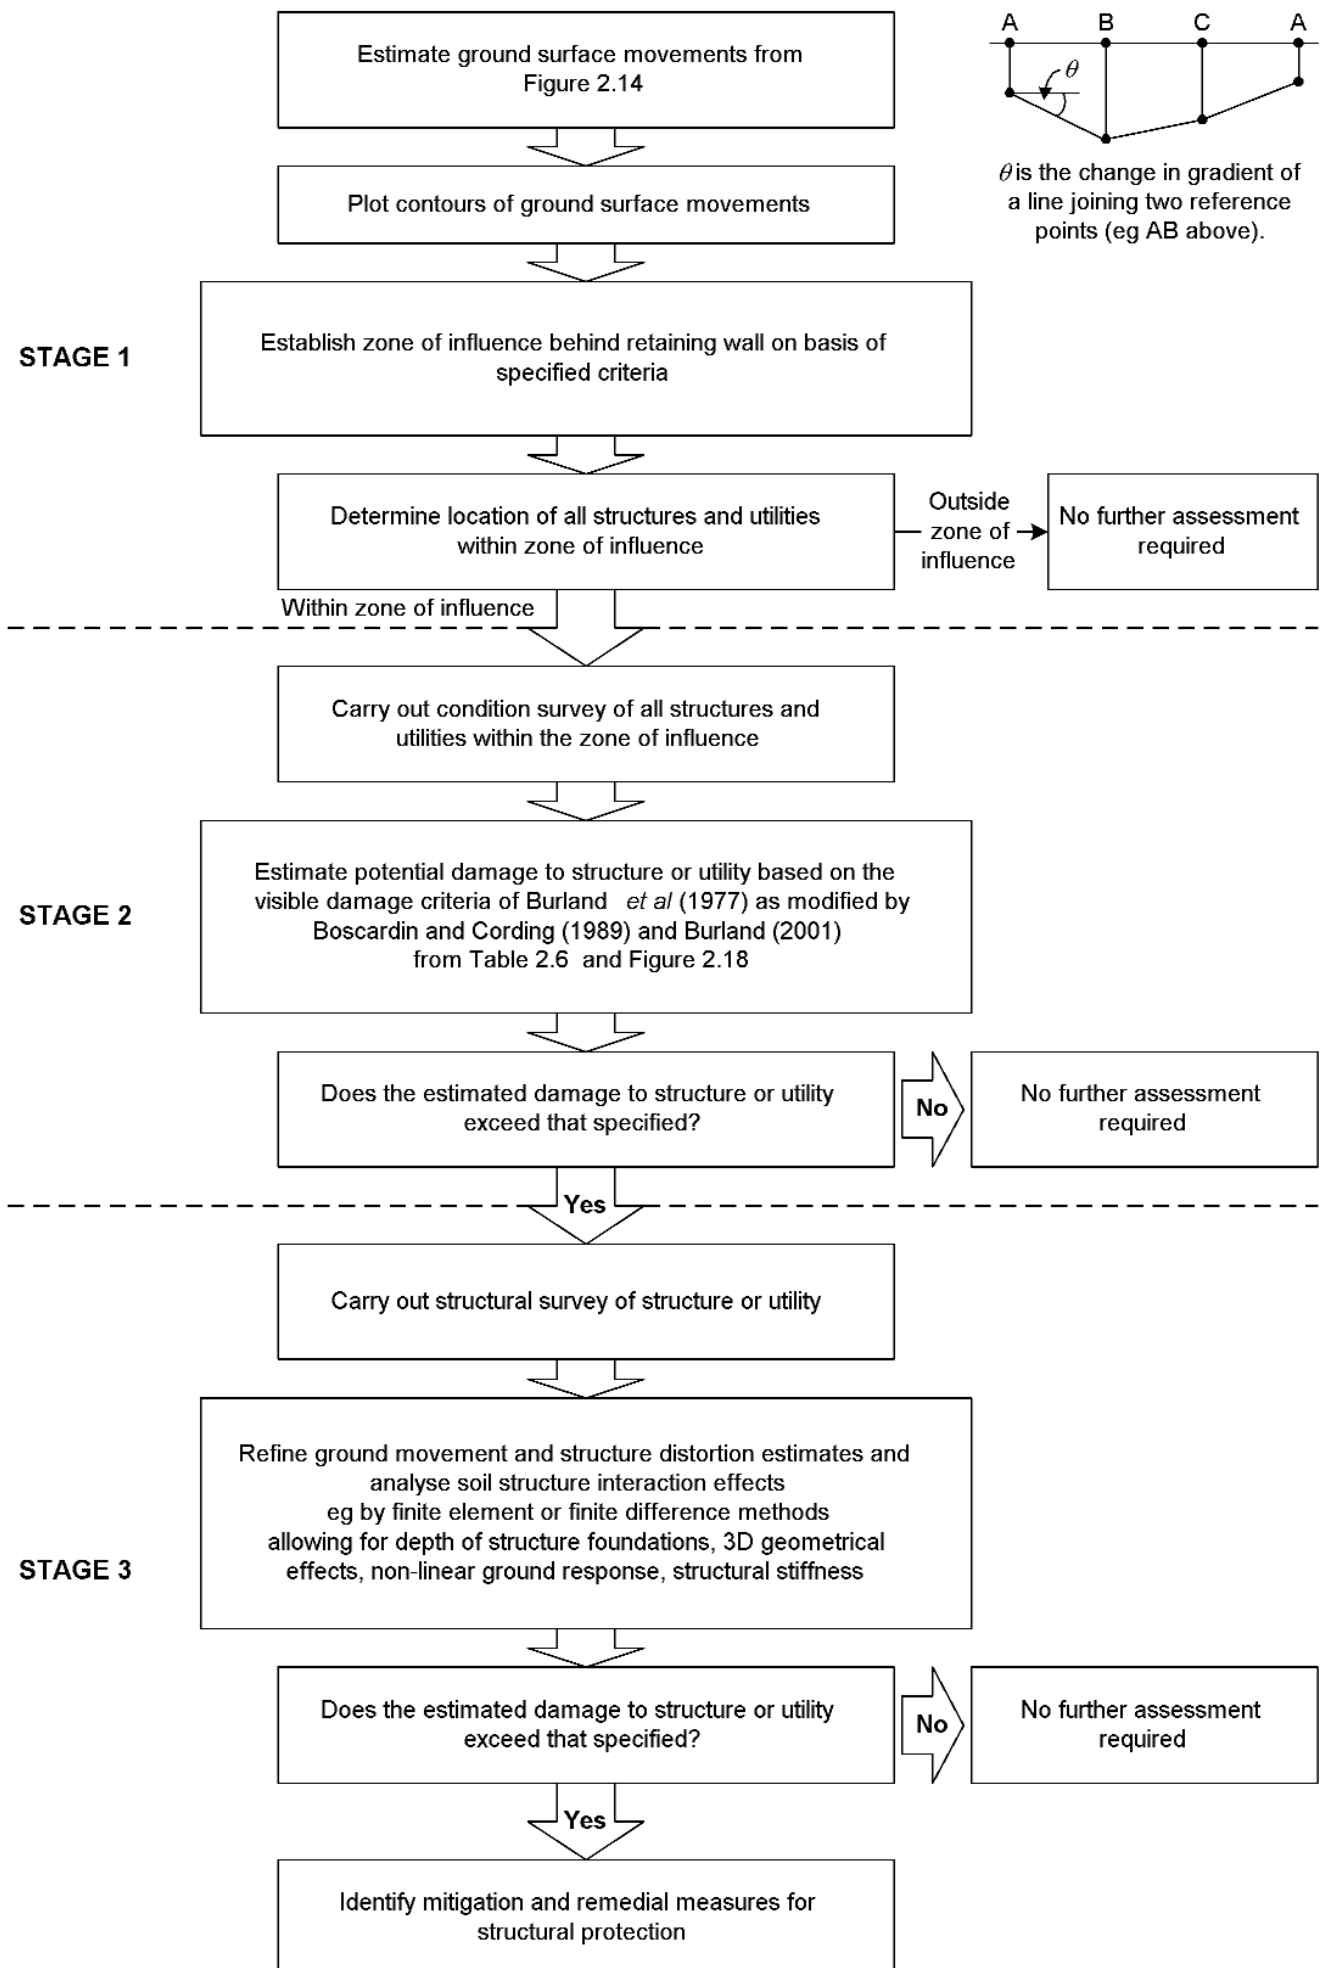 Estimate ground surface movements from
Figure 2.14
A B C A
θ
θ is the change in gradient of
a line joining two reference
points (eg AB above).
Plot contours of ground surface movements
STAGE 1
Establish zone of influence behind retaining wall on basis of
specified criteria
Determine location of all structures and utilities
within zone of influence
Outside
zone of
influence
No further assessment
required
Within zone of influence
Carry out condition survey of all structures and
utilities within the zone of influence
STAGE 2
Estimate potential damage to structure or utility based on the
visible damage criteria of Burland et al (1977) as modified by
Boscardin and Cording (1989) and Burland (2001)
from Table 2.6 and Figure 2.18
Does the estimated damage to structure or utility
exceed that specified?
No
No further assessment
required
Yes
Carry out structural survey of structure or utility
STAGE 3
Refine ground movement and structure distortion estimates and
analyse soil structure interaction effects
eg by finite element or finite difference methods
allowing for depth of structure foundations, 3D geometrical
effects, non-linear ground response, structural stiffness
Does the estimated damage to structure or utility
exceed that specified?
No
No further assessment
required
Yes
Identify mitigation and remedial measures for
structural protection